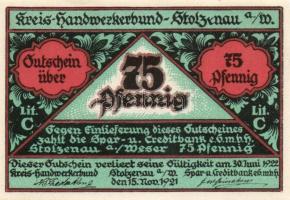 Kreis-Handwerkerbund-Stolzenau a/W.
Gutschein über
75 Pfennig
75 Pfennig
Lit. C
Lit. C
Gegen Einlieferung dieses Gutscheines
zahlt die Spar- u. Creditbank e.G.m.b.H.
Stolzenau a/Weser 75 Pfennig
Dieser Gutschein verliert seine Gültigkeit am 30. Juni 1922
Kreis-Handwerkerbund Stolzenau a/W. Spar- u. Creditbank e.G.m.b.H.
den 15. Nov. 1921